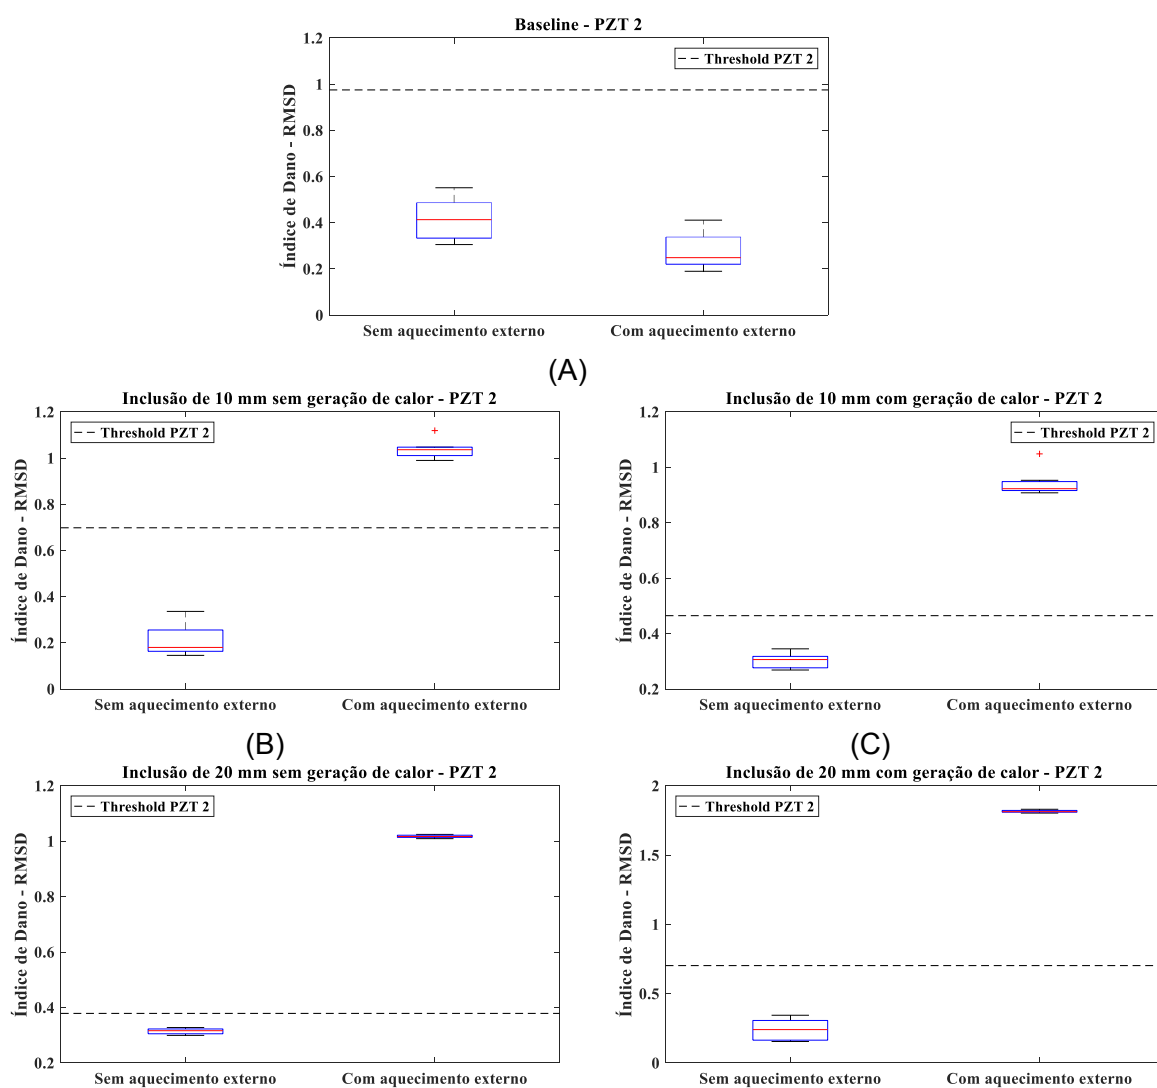 Baseline - PZT 2
1.2
1
0.8
0.6
0.4
0.2
0
Índice de Dano - RMSD
Threshold PZT 2
Sem aquecimento externo
Com aquecimento externo
(A)
Inclusão de 10 mm sem geração de calor - PZT 2
1.2
1
0.8
0.6
0.4
0.2
0
Índice de Dano - RMSD
Threshold PZT 2
Sem aquecimento externo
Com aquecimento externo
(B)
Inclusão de 10 mm com geração de calor - PZT 2
1.2
1
0.8
0.6
0.4
0.2
Índice de Dano - RMSD
Threshold PZT 2
Sem aquecimento externo
Com aquecimento externo
(C)
Inclusão de 20 mm sem geração de calor - PZT 2
1.2
1
0.8
0.6
0.4
0.2
Índice de Dano - RMSD
Threshold PZT 2
Sem aquecimento externo
Com aquecimento externo
Inclusão de 20 mm com geração de calor - PZT 2
2
1.5
1
0.5
0
Índice de Dano - RMSD
Threshold PZT 2
Sem aquecimento externo
Com aquecimento externo